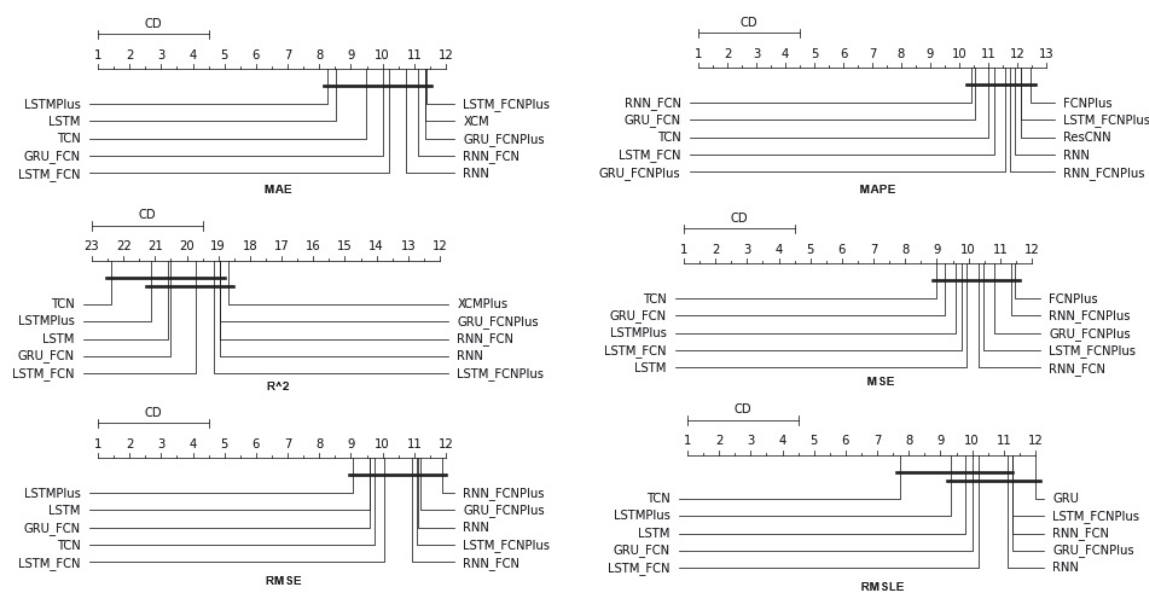 CD
1 2 3 4 5 6 7 8 9 10 11 12
LSTMPlus LSTM_FCNPlus
LSTM XCM
TCN GRU_FCNPlus
GRU_FCN RNN_FCN
LSTM_FCN RNN
MAE
CD
1 2 3 4 5 6 7 8 9 10 11 12 13
RNN_FCN FCNPlus
GRU_FCN LSTM_FCNPlus
TCN ResCNN
LSTM_FCN RNN
GRU_FCNPlus RNN_FCNPlus
MAPE
CD
23 22 21 20 19 18 17 16 15 14 13 12
TCN XCMPlus
LSTMPlus GRU_FCNPlus
LSTM RNN_FCN
GRU_FCN RNN
LSTM_FCN LSTM_FCNPlus
R^2
CD
1 2 3 4 5 6 7 8 9 10 11 12
TCN FCNPlus
GRU_FCN RNN_FCNPlus
LSTMPlus GRU_FCNPlus
LSTM_FCN LSTM_FCNPlus
LSTM RNN_FCN
MSE
CD
1 2 3 4 5 6 7 8 9 10 11 12
LSTMPlus RNN_FCNPlus
LSTM GRU_FCNPlus
GRU_FCN RNN
TCN LSTM_FCNPlus
LSTM_FCN RNN_FCN
RMSE
CD
1 2 3 4 5 6 7 8 9 10 11 12
TCN GRU
LSTMPlus LSTM_FCNPlus
LSTM RNN_FCN
GRU_FCN GRU_FCNPlus
LSTM_FCN RNN
RMSLE